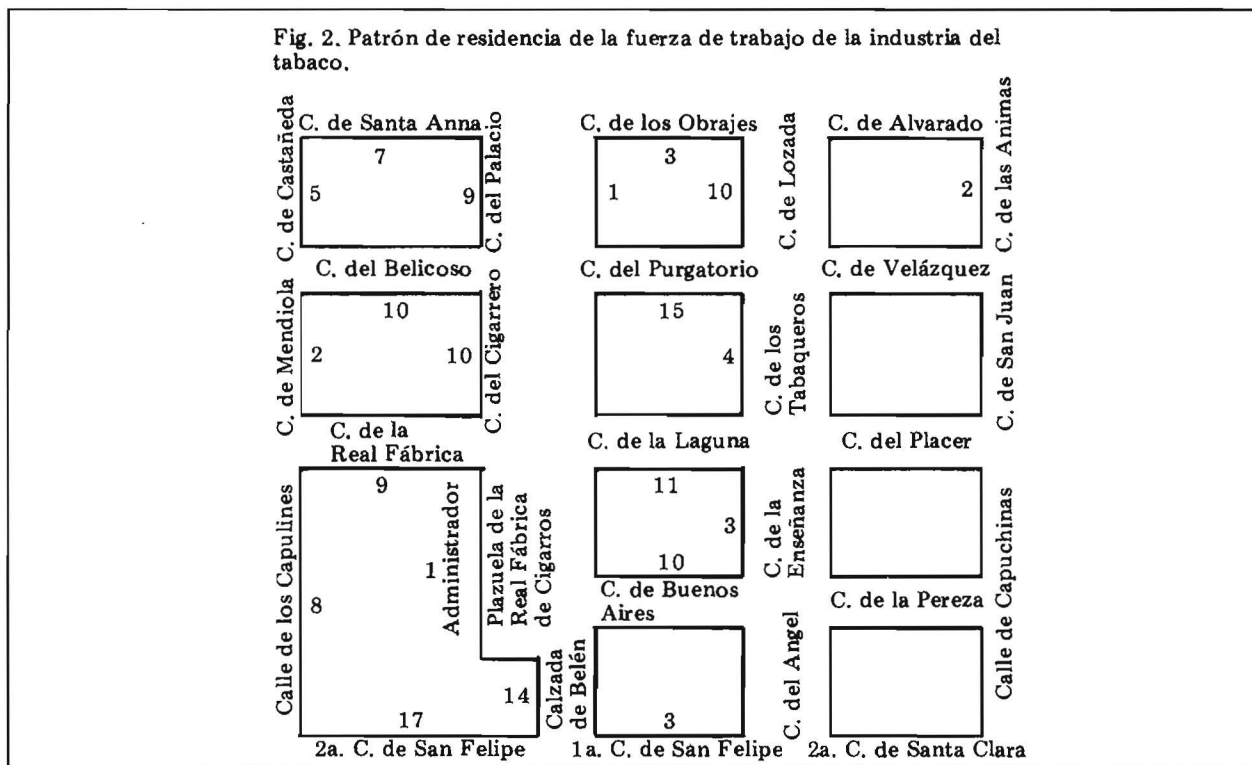 Fig. 2. Patrón de residencia de la fuerza de trabajo de la industria del
tabaco.
C. de Santa Anna
C. de los Obrajes
C. de Alvarado
C. de Castañeda
7
5
9
C. del Palacio
3
1
10
C. de Lozada
2
C. de las Animas
C. del Belicoso
C. del Purgatorio
C. de Velázquez
C. de Mendiola
10
2
10
C. del Cigarrero
15
4
C. de los
Tabaqueros
C. de San Juan
C. de la
Real Fábrica
C. de la Laguna
C. del Placer
Calle de los Capulines
9
1
Administrador
8
Plazuela de la
Real Fábrica
de Cigarros
11
3
10
C. de la
Enseñanza
Calle de Capuchinas
C. de Buenos
Aires
C. de la Pereza
14
17
Calzada
de Belén
3
C. del Angel
2a. C. de San Felipe
1a. C. de San Felipe
2a. C. de Santa Clara